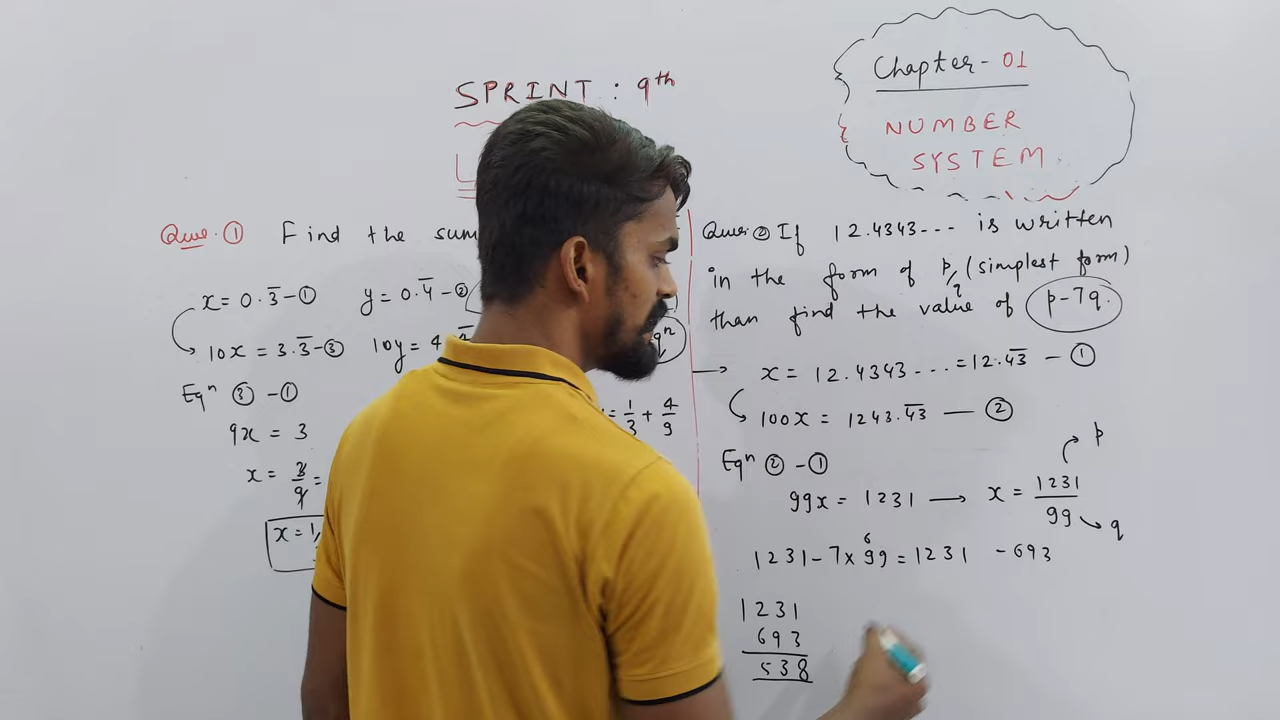 SPRINT : 9th
L
Chapter - 01
NUMBER
SYSTEM
Que. ① Find the sum
x = 0.3̅ - ① y = 0.4̅ - ②
10x = 3.3̅ - ③ 10y = 4.
Eqn ③ - ①
9x = 3
x = 3/9 =
x = 1/
= 1/3 + 4/9
Que: ② If 12.4343--- is written
in the form of p/q (simplest form)
than find the value of p-7q.
→ x = 12.4343 ... = 12.4̅3̅ - ①
100x = 1243.4̅3̅ — ②
Eqn ② - ①
99x = 1231 → x = 1231/99
p
q
1231 - 7 x 99 = 1231 - 693
6
1231
693
538